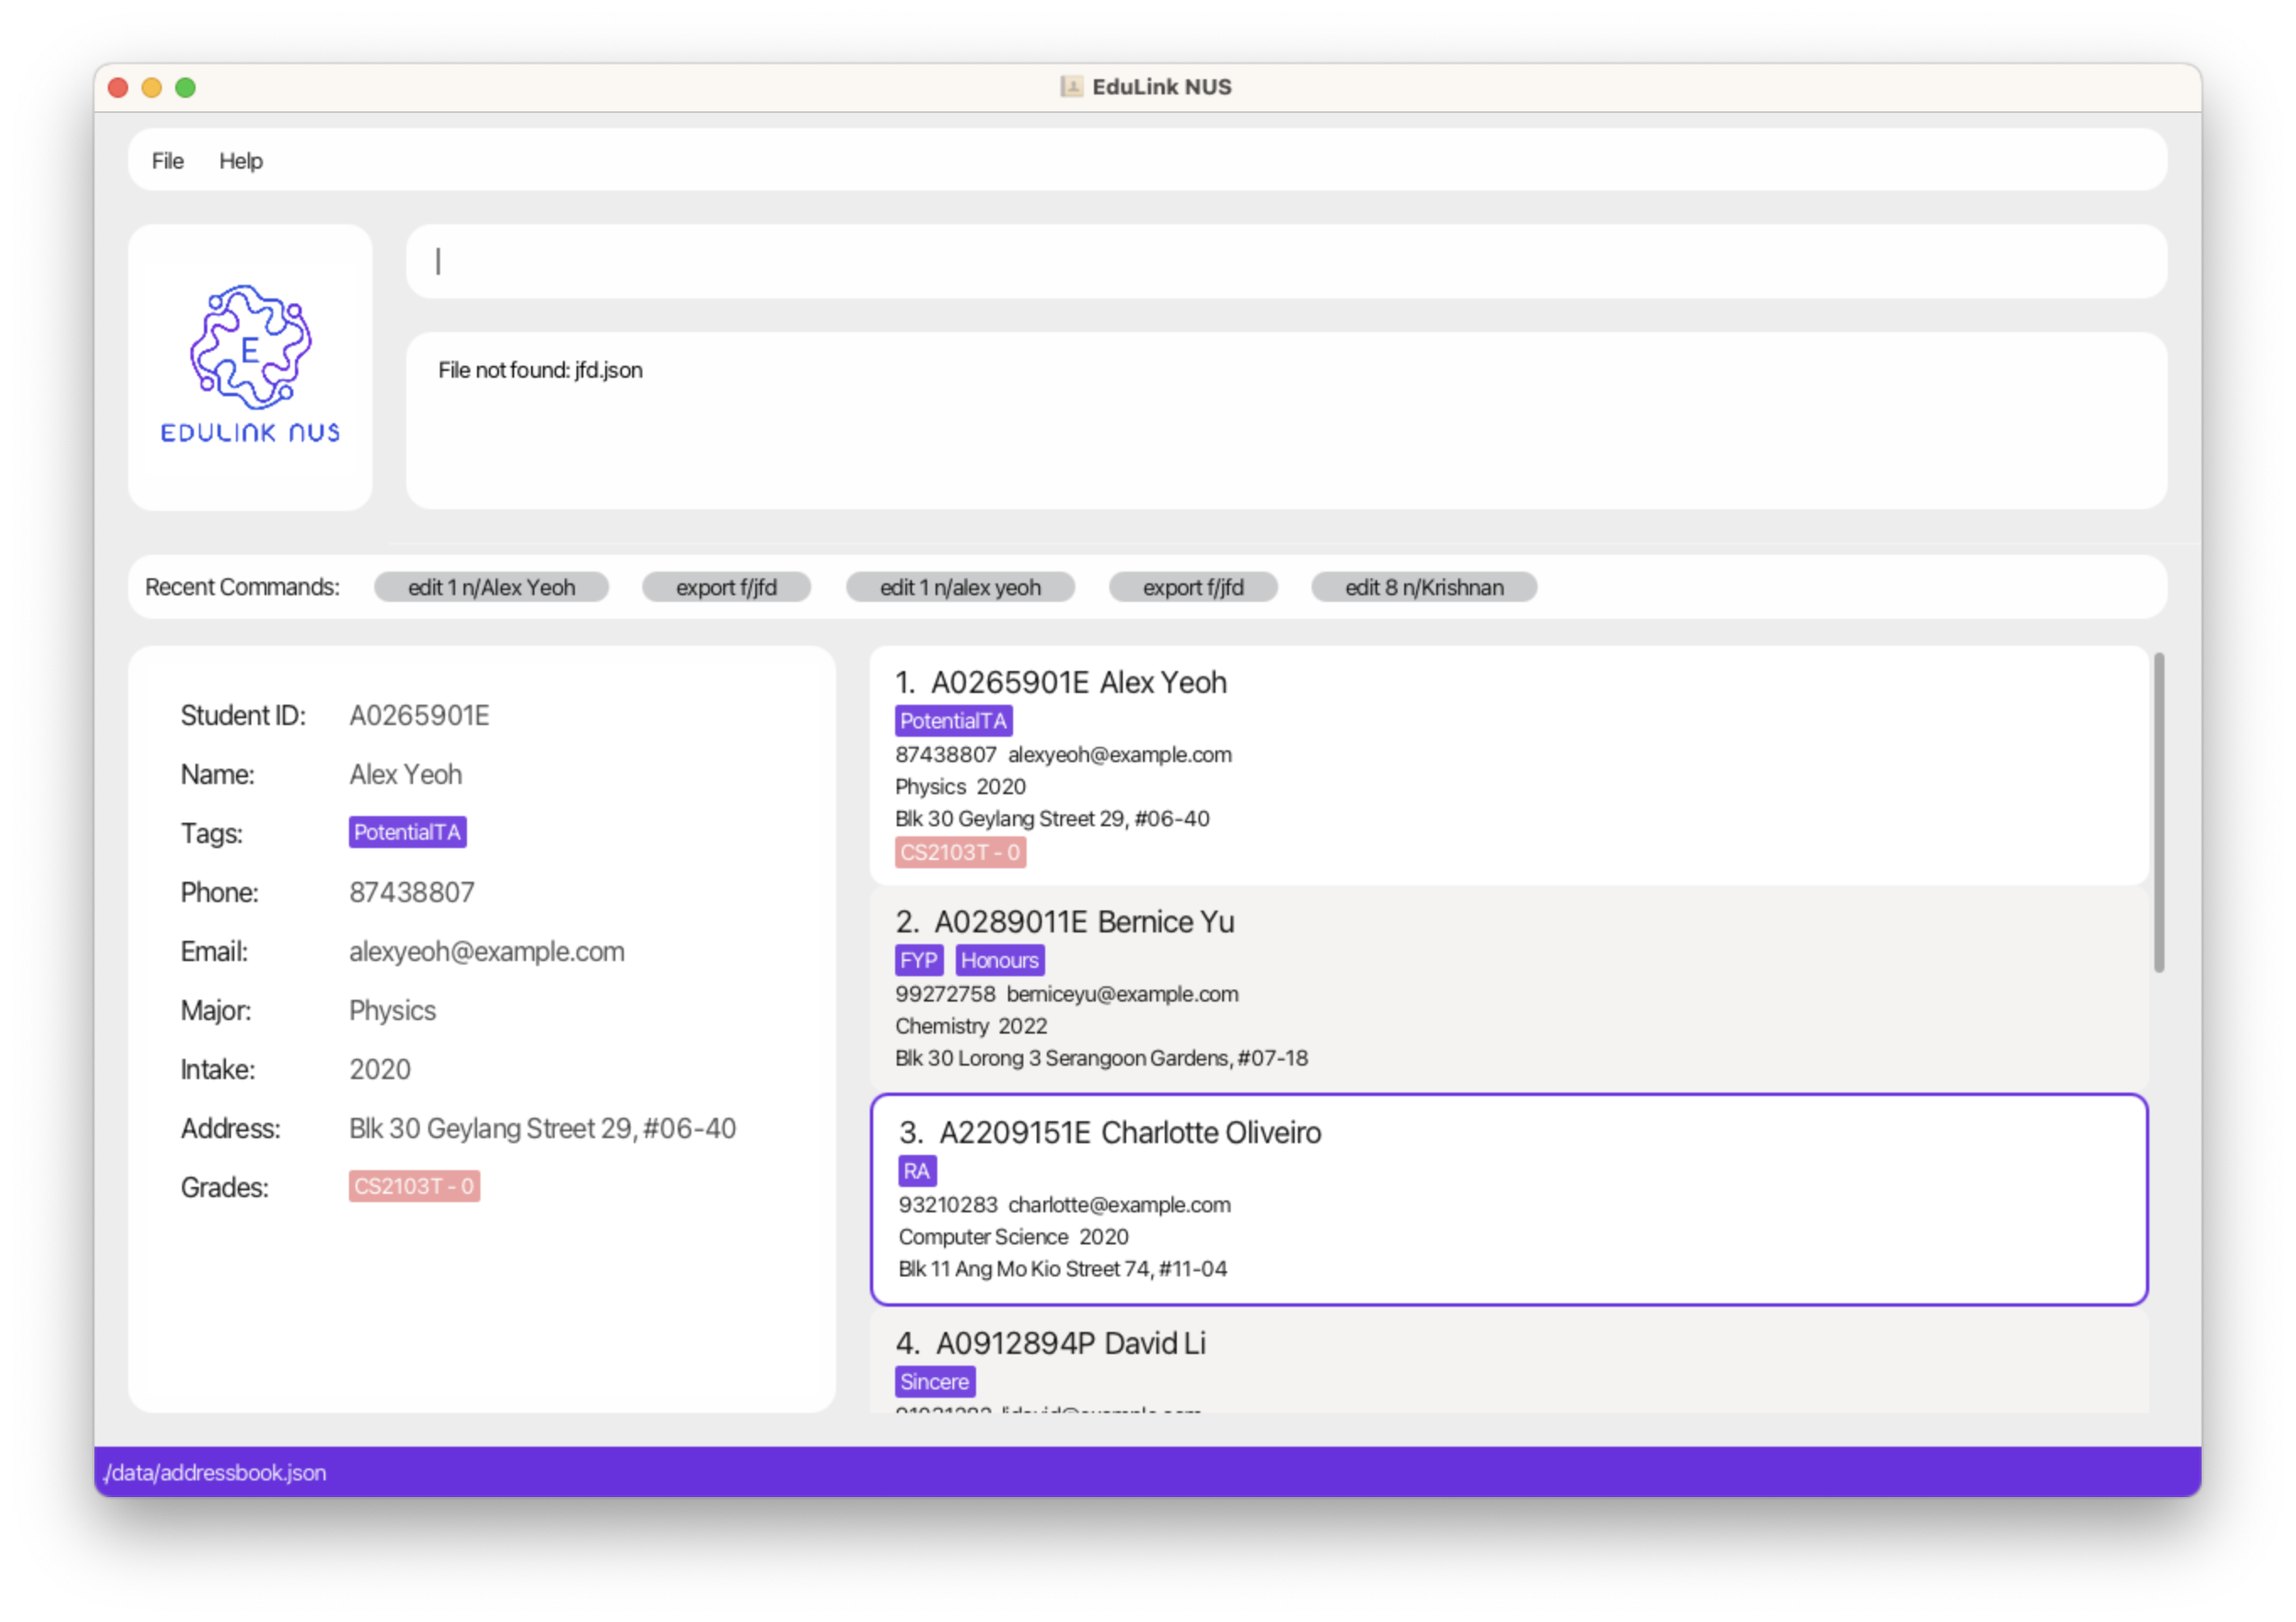 EduLink NUS
File Help
E
EDULINK NUS
File not found: jfd.json
Recent Commands: edit 1 n/Alex Yeoh export f/jfd edit 1 n/alex yeoh export f/jfd edit 8 n/Krishnan
Student ID: A0265901E
Name: Alex Yeoh
Tags: PotentialTA
Phone: 87438807
Email: alexyeoh@example.com
Major: Physics
Intake: 2020
Address: Blk 30 Geylang Street 29, #06-40
Grades: CS2103T - 0
1. A0265901E Alex Yeoh
PotentialTA
87438807 alexyeoh@example.com
Physics 2020
Blk 30 Geylang Street 29, #06-40
CS2103T - 0
2. A0289011E Bernice Yu
FYP Honours
99272758 berniceyu@example.com
Chemistry 2022
Blk 30 Lorong 3 Serangoon Gardens, #07-18
3. A2209151E Charlotte Oliveiro
RA
93210283 charlotte@example.com
Computer Science 2020
Blk 11 Ang Mo Kio Street 74, #11-04
4. A0912894P David Li
Sincere
./data/addressbook.json